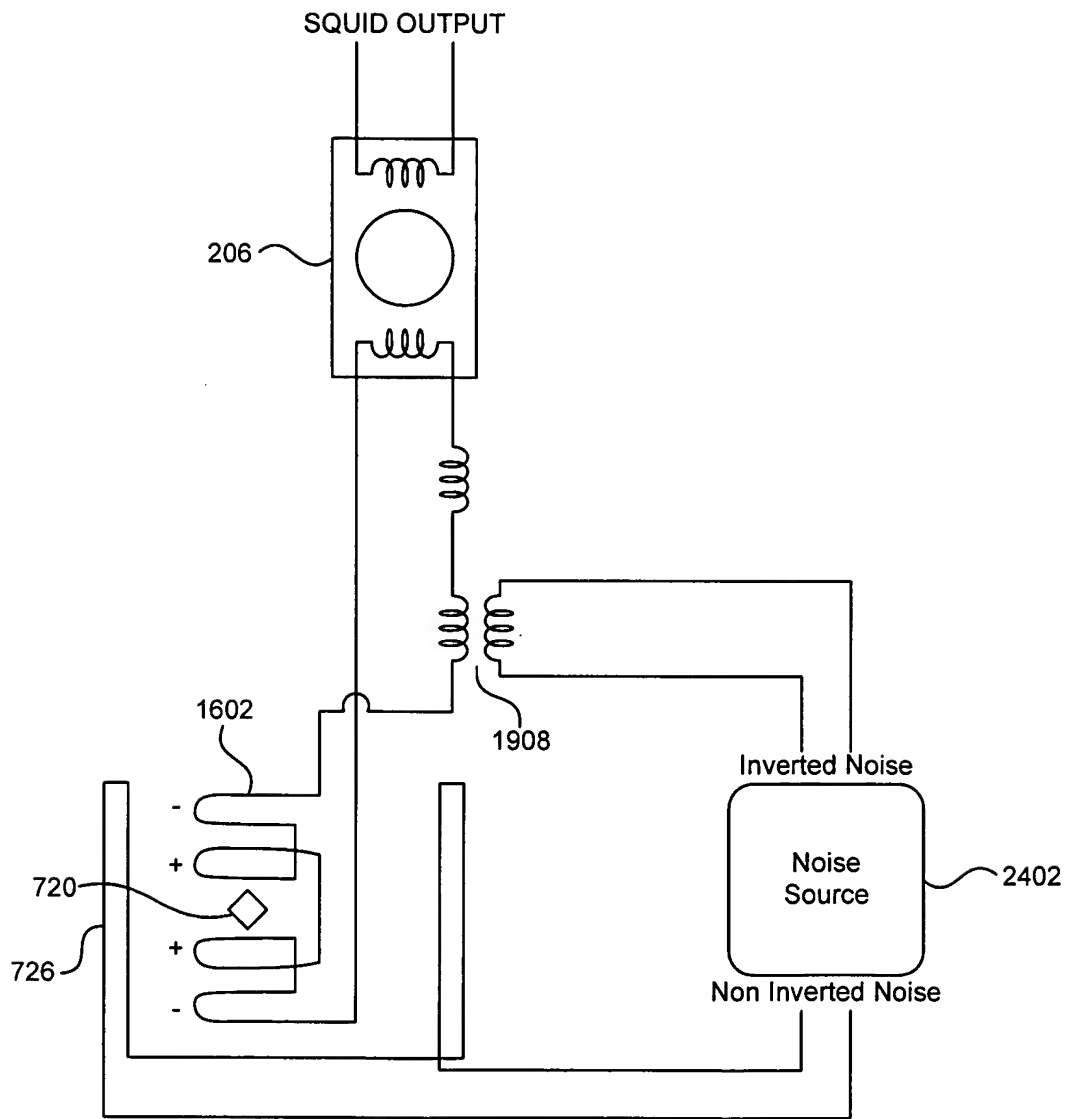 SQUID OUTPUT
206
1908
1602
Inverted Noise
-
+
Noise
Source
2402
720
+
726
Non Inverted Noise
-